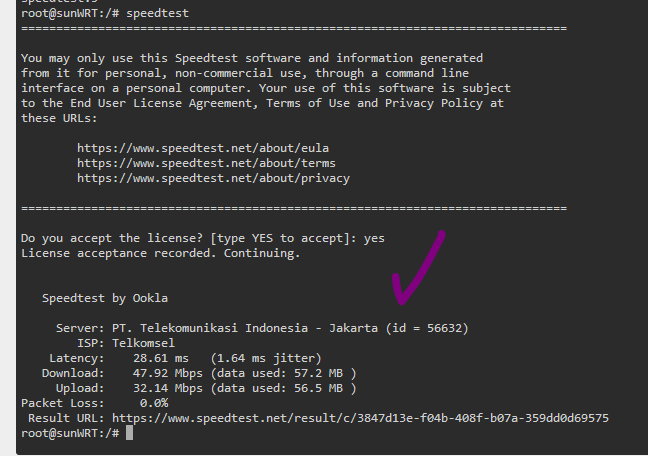 root@sunWRT:/# speedtest
==============================================================================
You may only use this Speedtest software and information generated
from it for personal, non-commercial use, through a command line
interface on a personal computer. Your use of this software is subject
to the End User License Agreement, Terms of Use and Privacy Policy at
these URLs:
https://www.speedtest.net/about/eula
https://www.speedtest.net/about/terms
https://www.speedtest.net/about/privacy
==============================================================================
Do you accept the license? [type YES to accept]: yes
License acceptance recorded. Continuing.
Speedtest by Ookla
Server: PT. Telekomunikasi Indonesia - Jakarta (id = 56632)
ISP: Telkomsel
Latency: 28.61 ms (1.64 ms jitter)
Download: 47.92 Mbps (data used: 57.2 MB )
Upload: 32.14 Mbps (data used: 56.5 MB )
Packet Loss: 0.0%
Result URL: https://www.speedtest.net/result/c/3847d13e-f04b-408f-b07a-359dd0d69575
root@sunWRT:/#